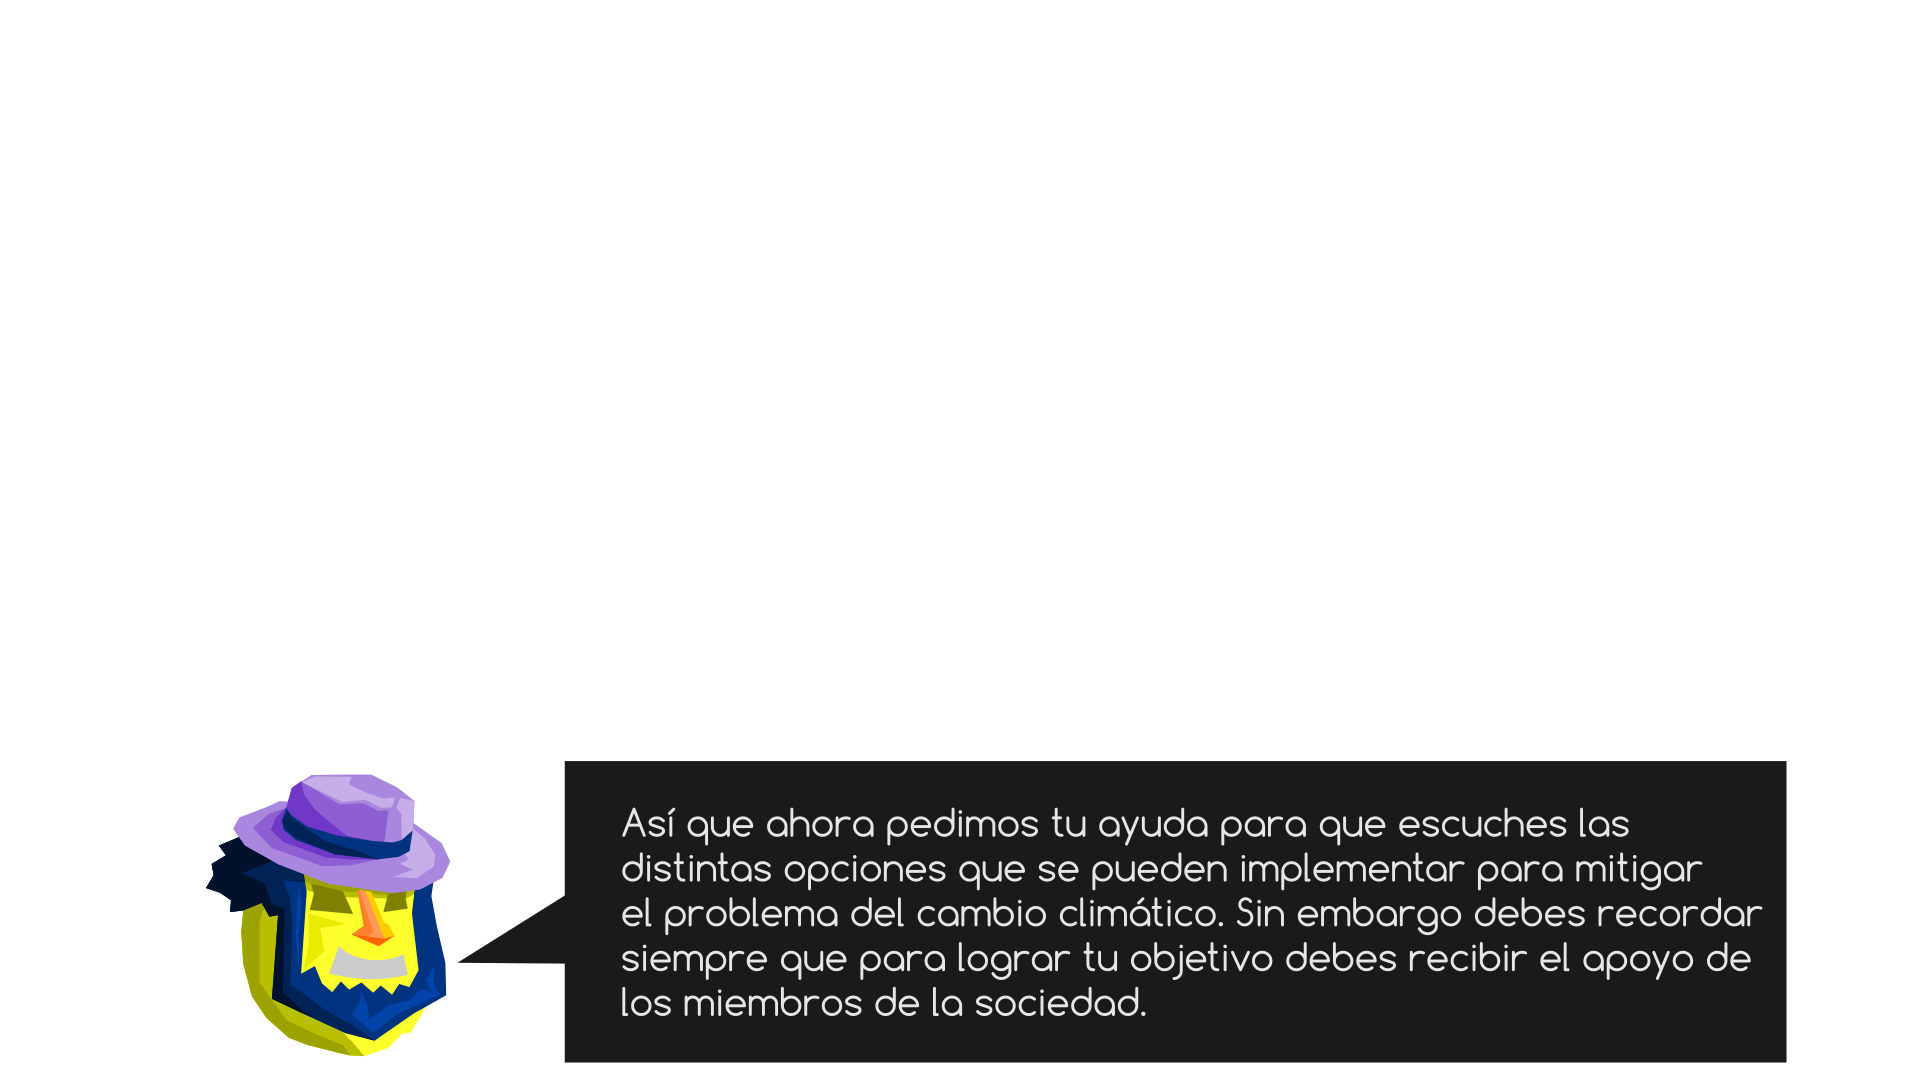 Así que ahora pedimos tu ayuda para que escuches las
distintas opciones que se pueden implementar para mitigar
el problema del cambio climático. Sin embargo debes recordar
siempre que para lograr tu objetivo debes recibir el apoyo de
los miembros de la sociedad.